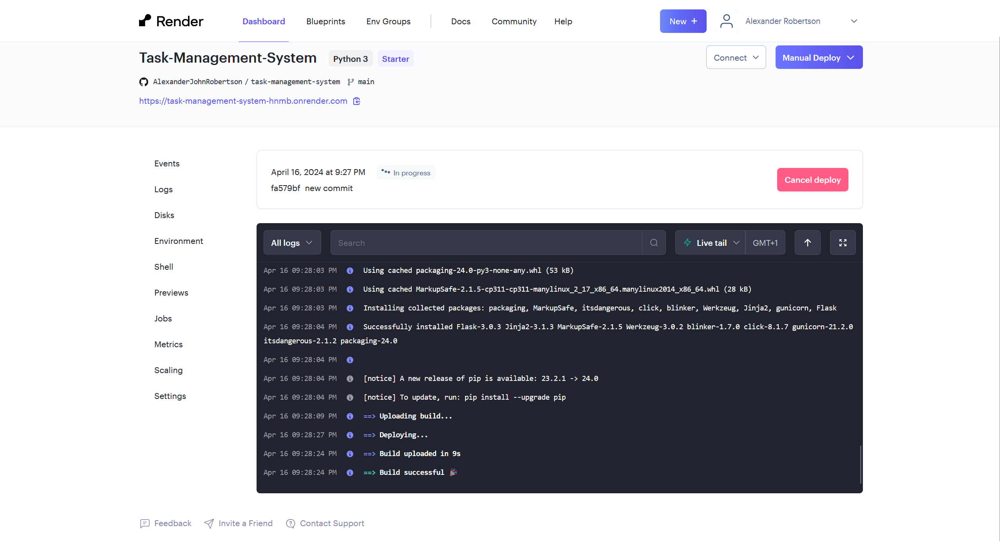 Render Dashboard Blueprints Env Groups Docs Community Help New + Alexander Robertson
Task-Management-System Python 3 Starter Connect Manual Deploy
AlexanderJohnRobertson / task-management-system main
https://task-management-system-hnmb.onrender.com
Events
Logs
Disks
Environment
Shell
Previews
Jobs
Metrics
Scaling
Settings
April 16, 2024 at 9:27 PM In progress
fa579bf new commit
Cancel deploy
All logs Search Live tail GMT+1
Apr 16 09:28:03 PM Using cached packaging-24.0-py3-none-any.whl (53 kB)
Apr 16 09:28:03 PM Using cached MarkupSafe-2.1.5-cp311-cp311-manylinux_2_17_x86_64.manylinux2014_x86_64.whl (28 kB)
Apr 16 09:28:03 PM Installing collected packages: packaging, MarkupSafe, itsdangerous, click, blinker, Werkzeug, Jinja2, gunicorn, Flask
Apr 16 09:28:04 PM Successfully installed Flask-3.0.3 Jinja2-3.1.3 MarkupSafe-2.1.5 Werkzeug-3.0.2 blinker-1.7.0 click-8.1.7 gunicorn-21.2.0
itsdangerous-2.1.2 packaging-24.0
Apr 16 09:28:04 PM
Apr 16 09:28:04 PM [notice] A new release of pip is available: 23.2.1 -> 24.0
Apr 16 09:28:04 PM [notice] To update, run: pip install --upgrade pip
Apr 16 09:28:09 PM ==> Uploading build...
Apr 16 09:28:27 PM ==> Deploying...
Apr 16 09:28:24 PM ==> Build uploaded in 9s
Apr 16 09:28:24 PM ==> Build successful 🎉
Feedback Invite a Friend Contact Support